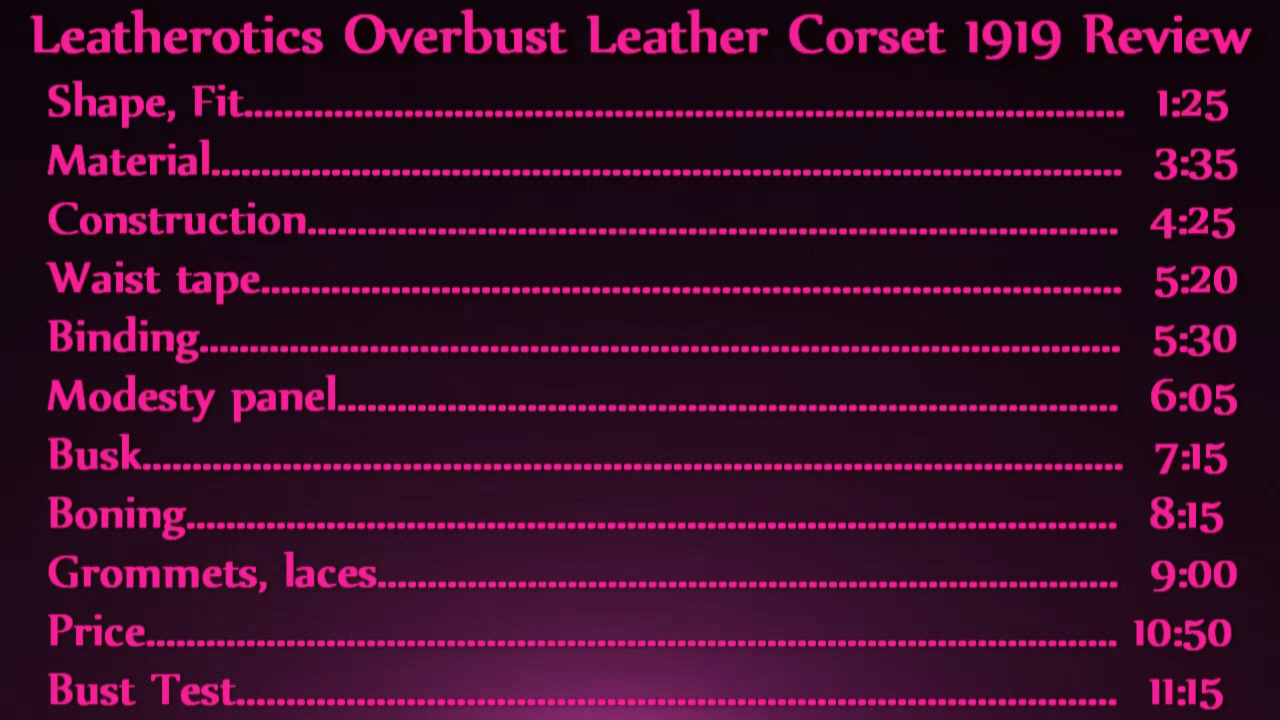 Leatherotics Overbust Leather Corset 1919 Review
Shape, Fit........................................................................................ 1:25
Material........................................................................................... 3:35
Construction................................................................................. 4:25
Waist tape...................................................................................... 5:20
Binding............................................................................................ 5:30
Modesty panel.............................................................................. 6:05
Busk.................................................................................................. 7:15
Boning............................................................................................. 8:15
Grommets, laces.......................................................................... 9:00
Price................................................................................................. 10:50
Bust Test........................................................................................ 11:15